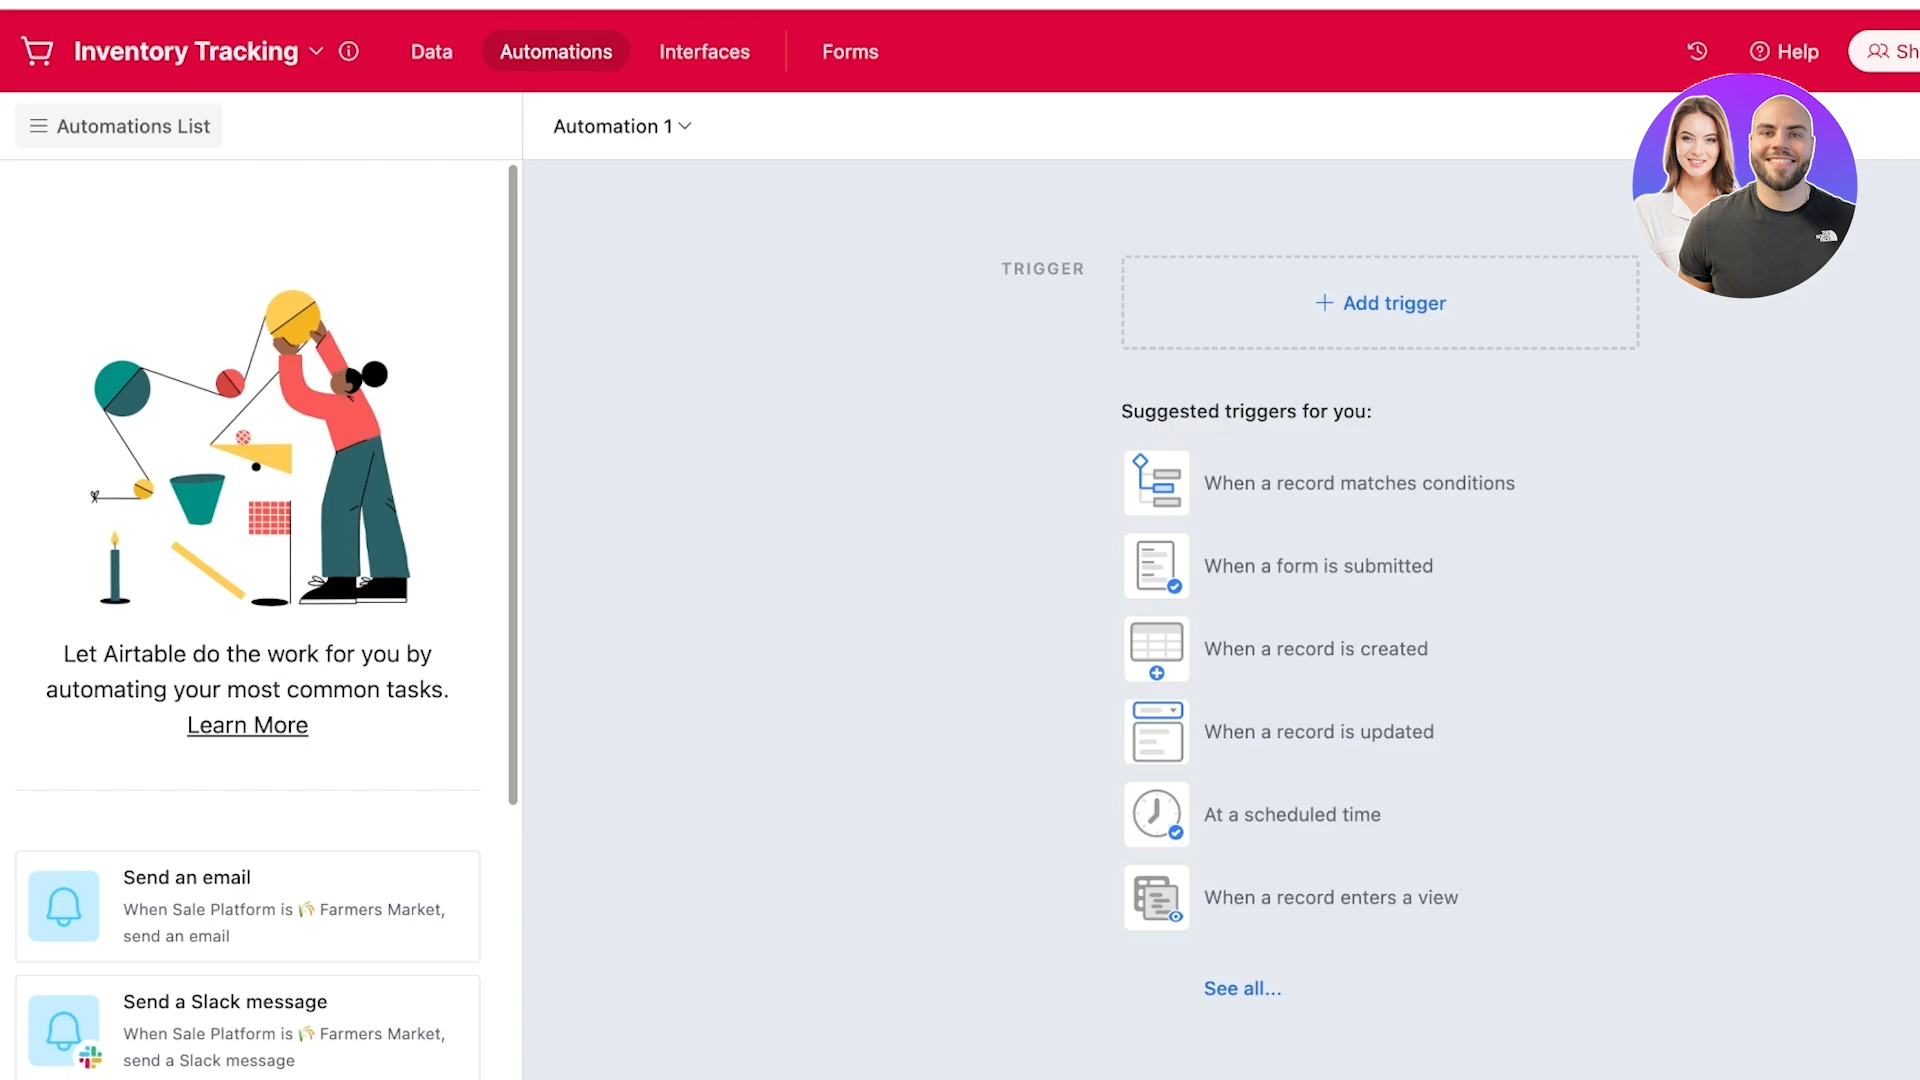 Inventory Tracking
Data
Automations
Interfaces
Forms
Help
Sh
Automations List
Automation 1
TRIGGER
+ Add trigger
Suggested triggers for you:
When a record matches conditions
When a form is submitted
When a record is created
When a record is updated
At a scheduled time
When a record enters a view
See all...
Let Airtable do the work for you by
automating your most common tasks.
Learn More
Send an email
When Sale Platform is 🌾 Farmers Market,
send an email
Send a Slack message
When Sale Platform is 🌾 Farmers Market,
send a Slack message